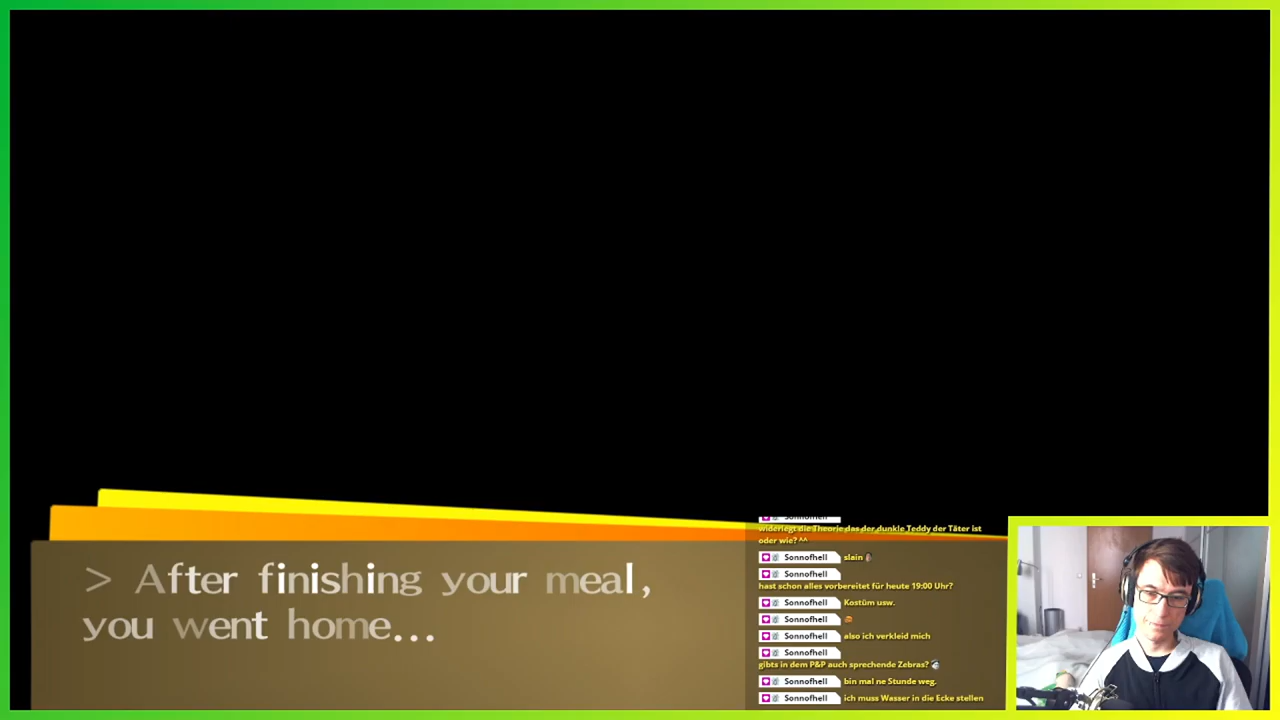 > After finishing your meal,
you went home...
Sonnofhell
widerlegt die Theorie das der dunkle Teddy der Täter ist
oder wie? ^^
Sonnofhell slain
Sonnofhell
hast schon alles vorbereitet für heute 19:00 Uhr?
Sonnofhell Kostüm usw.
Sonnofhell
Sonnofhell also ich verkleid mich
Sonnofhell
gibts in dem P&P auch sprechende Zebras?
Sonnofhell bin mal ne Stunde weg.
Sonnofhell ich muss Wasser in die Ecke stellen